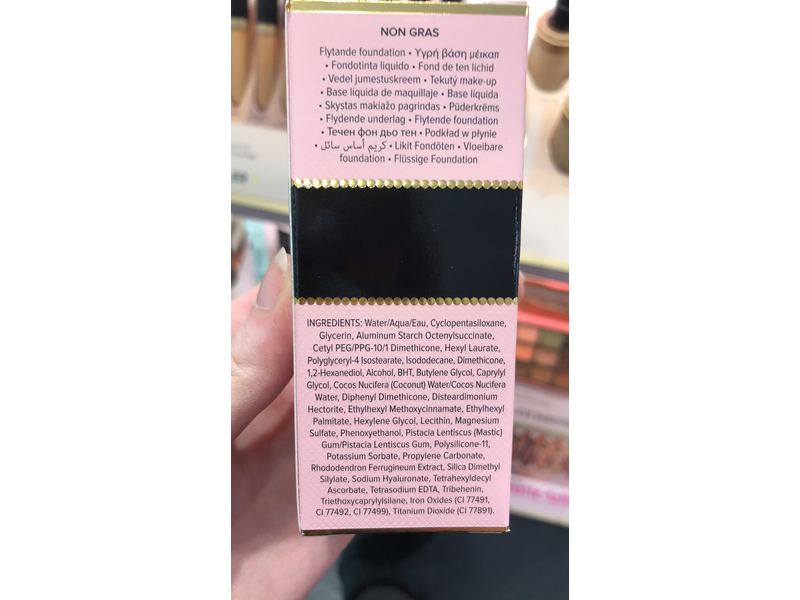 NON GRAS
Flytande foundation • Υγρή βάση μέικαπ
• Fondotinta liquido • Fond de ten lichid
• Vedel jumestuskreem • Tekutý make-up
• Base líquida de maquillaje • Base líquida
• Skystas makiažo pagrindas • Püderkrēms
• Flydende underlag • Flytende foundation
• Течен фон дьо тен • Podkład w płynie
• كريم أساس سائل • Likit Fondöten • Vloeibare
foundation • Flüssige Foundation
INGREDIENTS: Water/Aqua/Eau, Cyclopentasiloxane,
Glycerin, Aluminum Starch Octenylsuccinate,
Cetyl PEG/PPG-10/1 Dimethicone, Hexyl Laurate,
Polyglyceryl-4 Isostearate, Isododecane, Dimethicone,
1,2-Hexanediol, Alcohol, BHT, Butylene Glycol, Caprylyl
Glycol, Cocos Nucifera (Coconut) Water/Cocos Nucifera
Water, Diphenyl Dimethicone, Disteardimonium
Hectorite, Ethylhexyl Methoxycinnamate, Ethylhexyl
Palmitate, Hexylene Glycol, Lecithin, Magnesium
Sulfate, Phenoxyethanol, Pistacia Lentiscus (Mastic)
Gum/Pistacia Lentiscus Gum, Polysilicone-11,
Potassium Sorbate, Propylene Carbonate,
Rhododendron Ferrugineum Extract, Silica Dimethyl
Silylate, Sodium Hyaluronate, Tetrahexyldecyl
Ascorbate, Tetrasodium EDTA, Tribehenin,
Triethoxycaprylylsilane, Iron Oxides (CI 77491,
CI 77492, CI 77499), Titanium Dioxide (CI 77891).